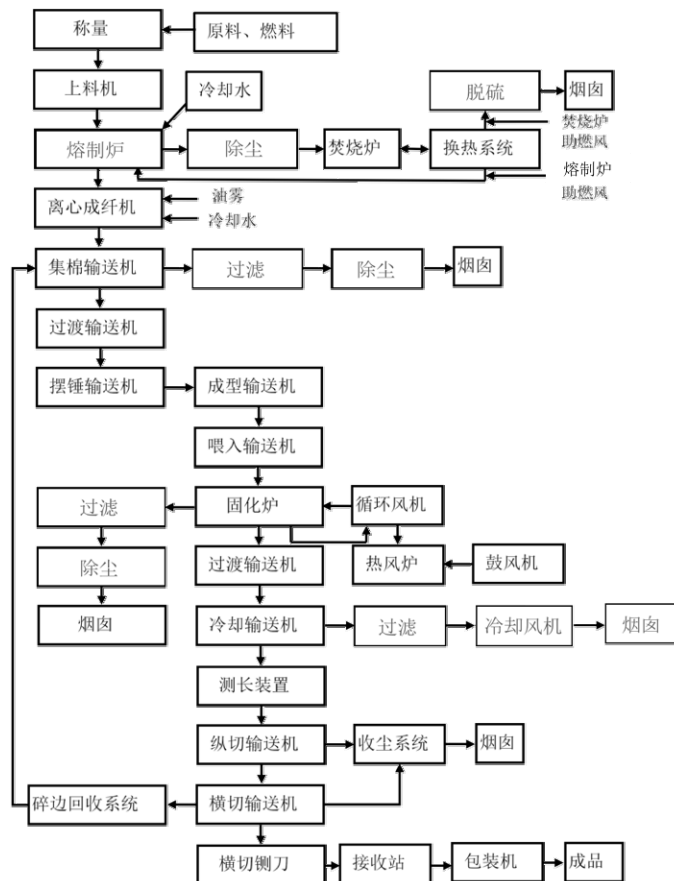 称量
原料、燃料
上料机
冷却水
脱硫
烟囱
焚烧炉
助燃风
熔制炉
除尘
焚烧炉
换热系统
熔制炉
助燃风
离心成纤机
油雾
冷却水
集棉输送机
过滤
除尘
烟囱
过渡输送机
摆锤输送机
成型输送机
喂入输送机
过滤
固化炉
循环风机
除尘
过渡输送机
热风炉
鼓风机
烟囱
冷却输送机
过滤
冷却风机
烟囱
测长装置
纵切输送机
收尘系统
烟囱
碎边回收系统
横切输送机
横切铡刀
接收站
包装机
成品